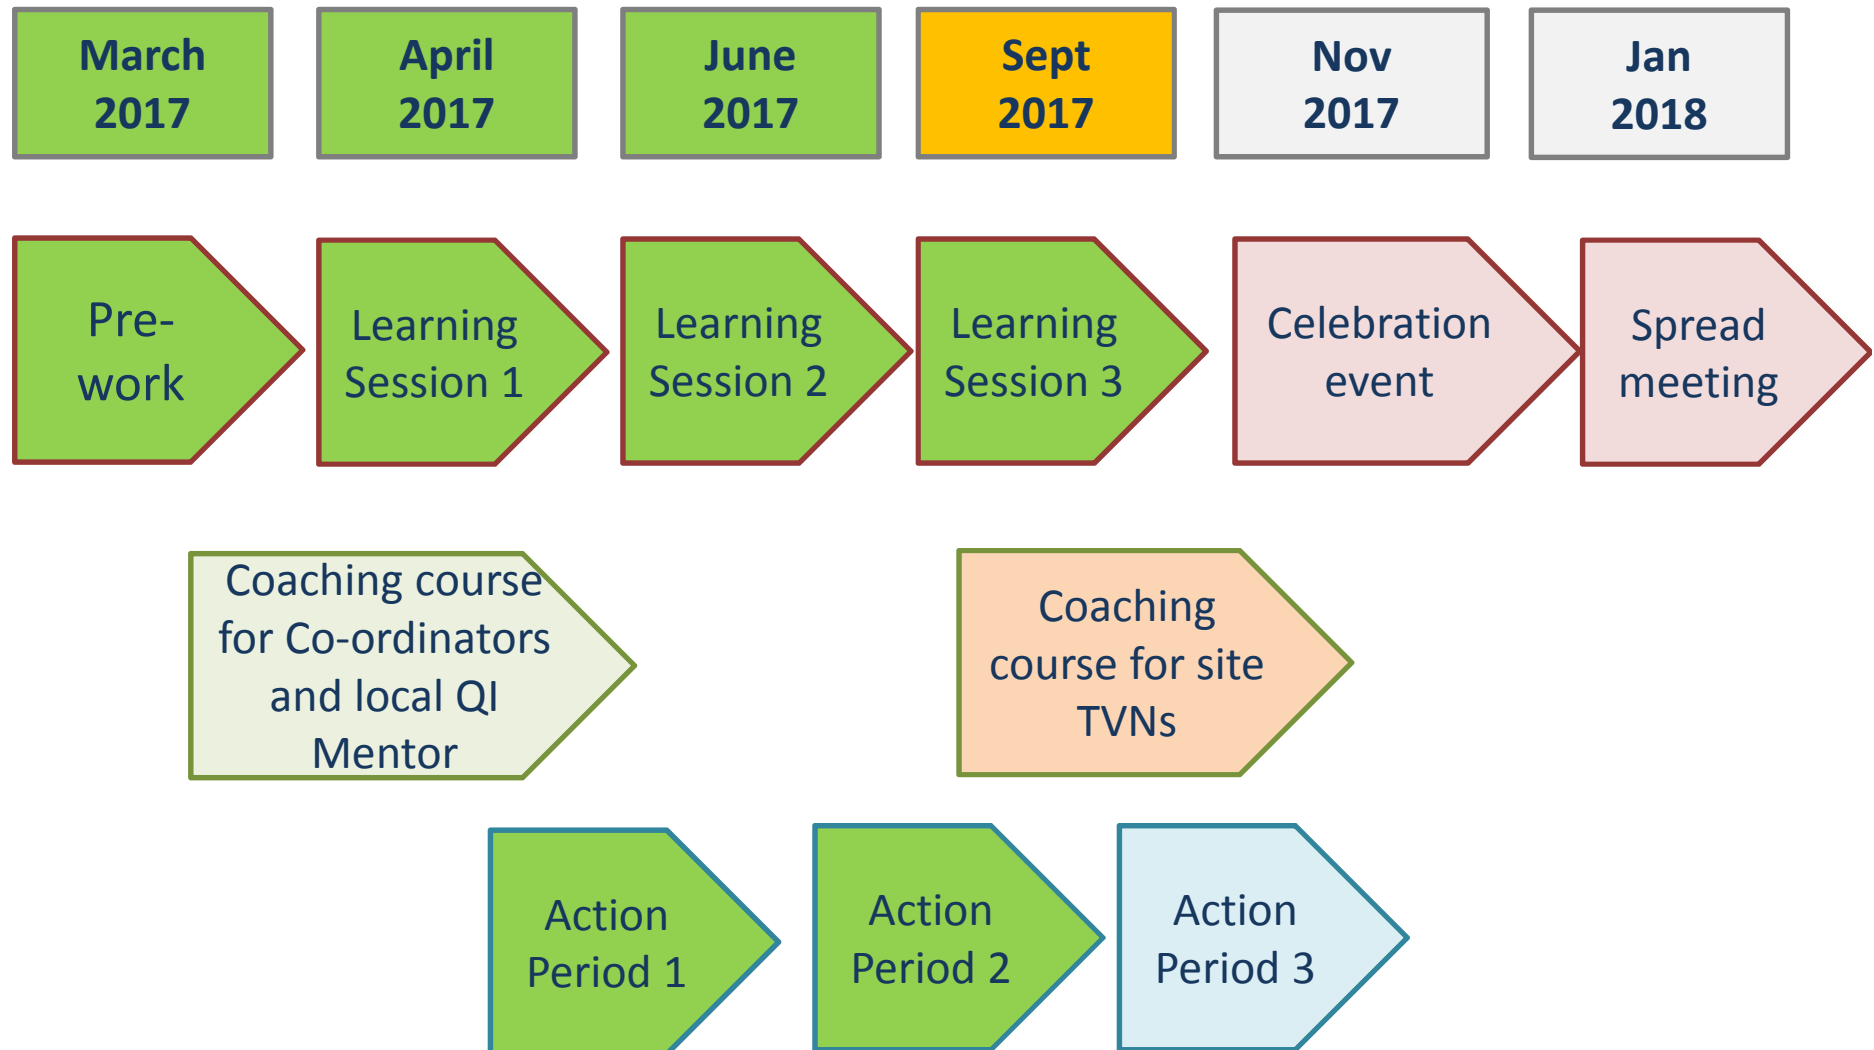 March
2017
April
2017
June
2017
Sept
2017
Nov
2017
Jan
2018
Pre-
work
Learning
Session 1
Learning
Session 2
Learning
Session 3
Celebration
event
Spread
meeting
Coaching course
for Co-ordinators
and local QI
Mentor
Coaching
course for site
TVNs
Action
Period 1
Action
Period 2
Action
Period 3